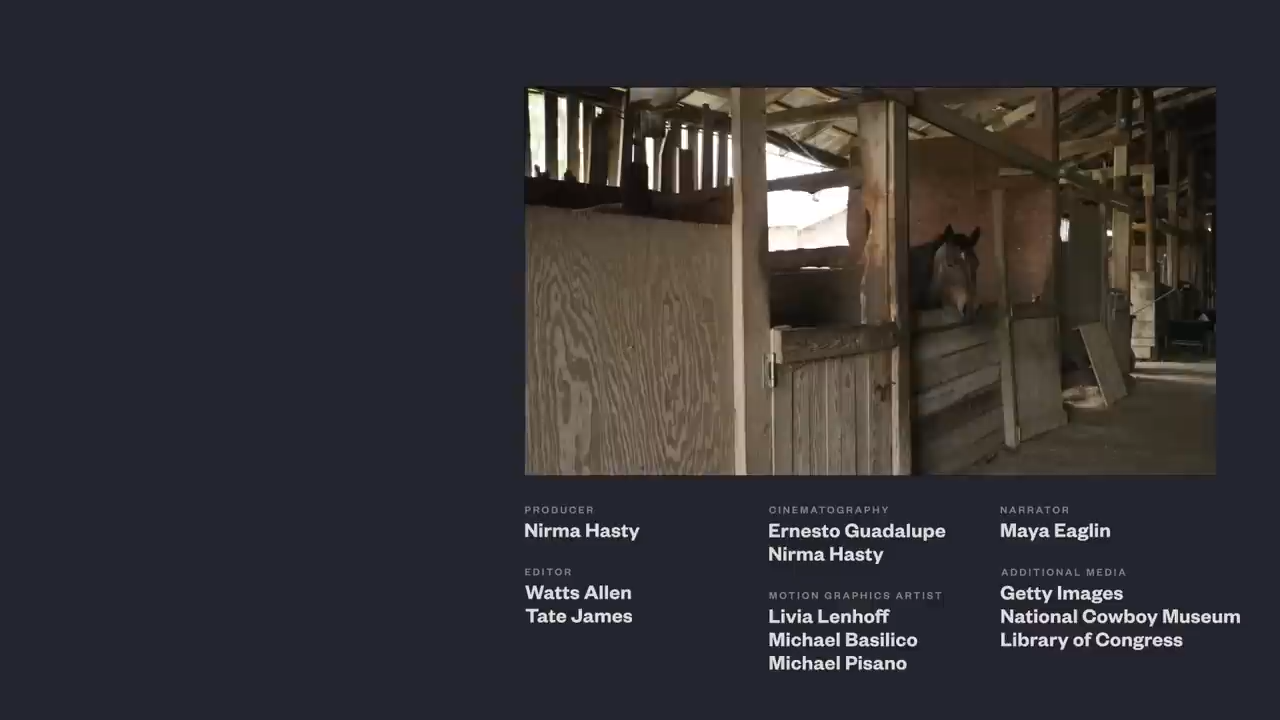 PRODUCER
Nirma Hasty
EDITOR
Watts Allen
Tate James
CINEMATOGRAPHY
Ernesto Guadalupe
Nirma Hasty
MOTION GRAPHICS ARTIST
Livia Lenhoff
Michael Basilico
Michael Pisano
NARRATOR
Maya Eaglin
ADDITIONAL MEDIA
Getty Images
National Cowboy Museum
Library of Congress